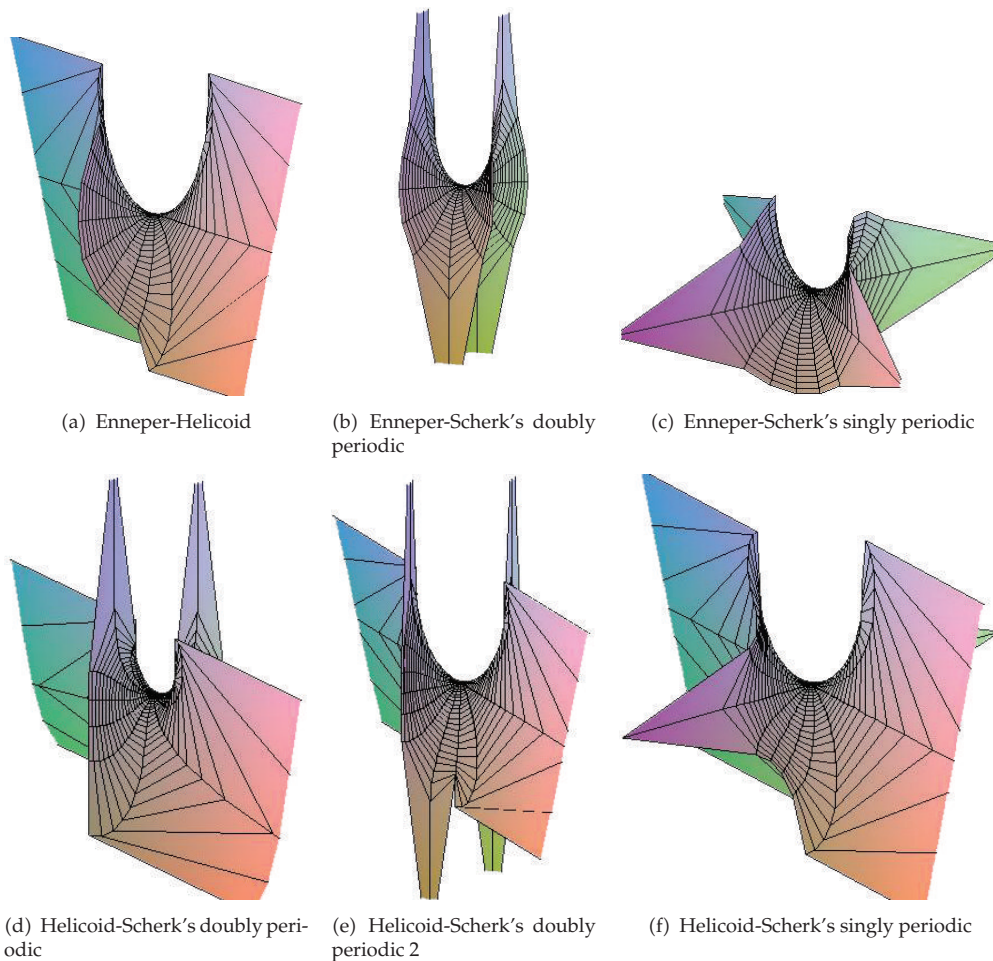 (a) Enneper-Helicoid
(b) Enneper-Scherk's doubly
periodic
(c) Enneper-Scherk's singly periodic
(d) Helicoid-Scherk's doubly peri-
odic
(e) Helicoid-Scherk's doubly
periodic 2
(f) Helicoid-Scherk's singly periodic